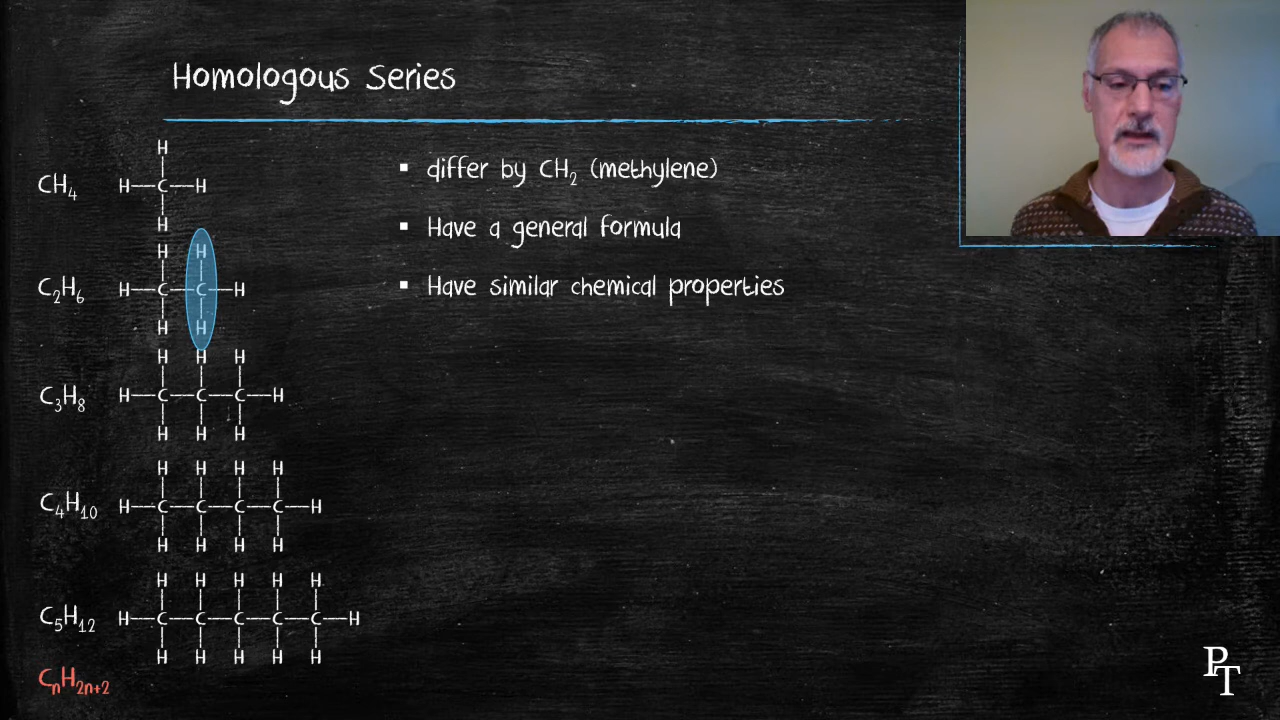 Homologous Series
▪ differ by CH₂ (methylene)
▪ Have a general formula
▪ Have similar chemical properties
H
CH₄ H—C—H
H
H H
C₂H₆ H—C—C—H
H H
H H H
C₃H₈ H—C—C—C—H
H H H
H H H H
C₄H₁₀ H—C—C—C—C—H
H H H H
H H H H H
C₅H₁₂ H—C—C—C—C—C—H
H H H H H
CₙH₂ₙ₊₂
PT